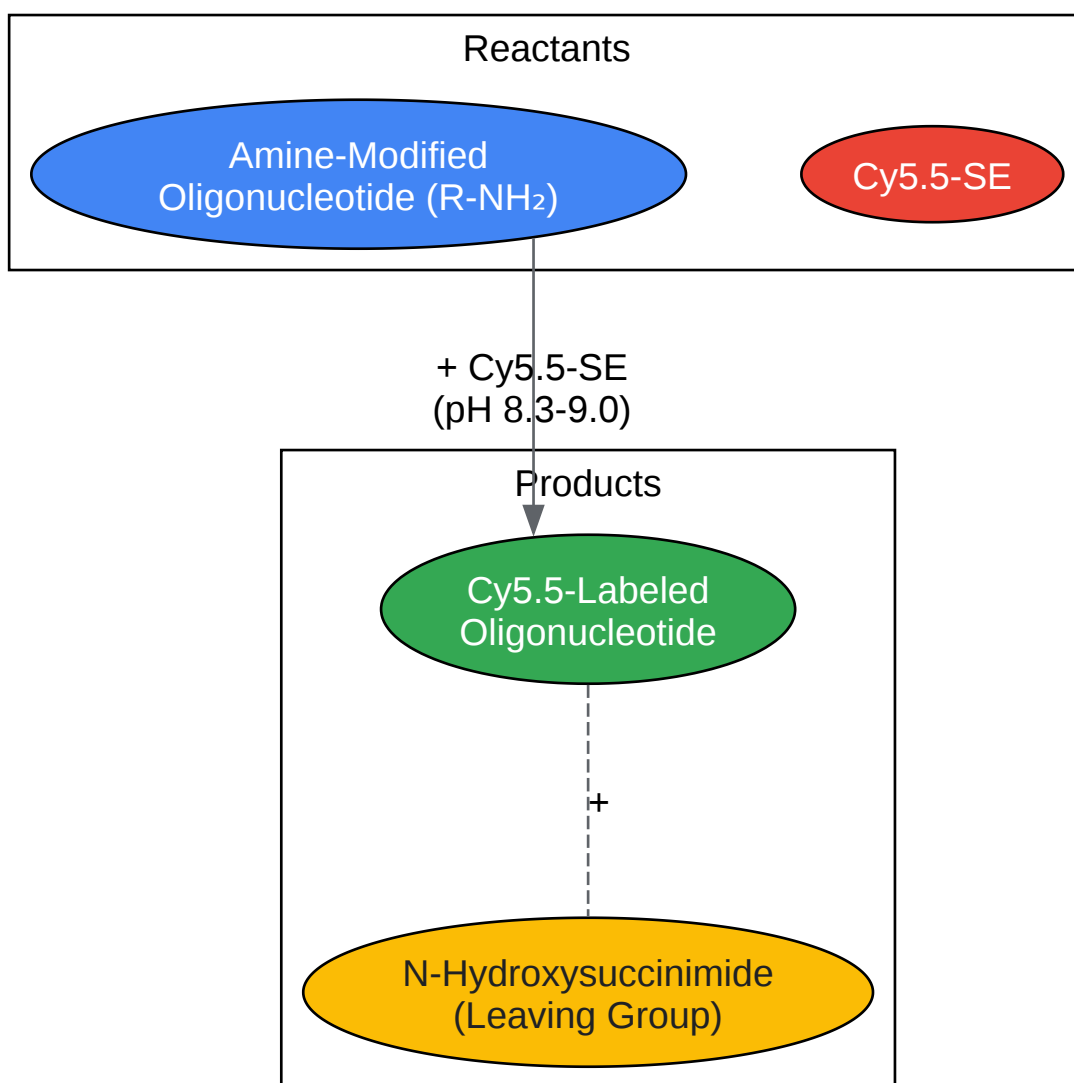 Reactants
Amine-Modified
Oligonucleotide (R-NH₂)
Cy5.5-SE
+ Cy5.5-SE
(pH 8.3-9.0)
Products
Cy5.5-Labeled
Oligonucleotide
+
N-Hydroxysuccinimide
(Leaving Group)